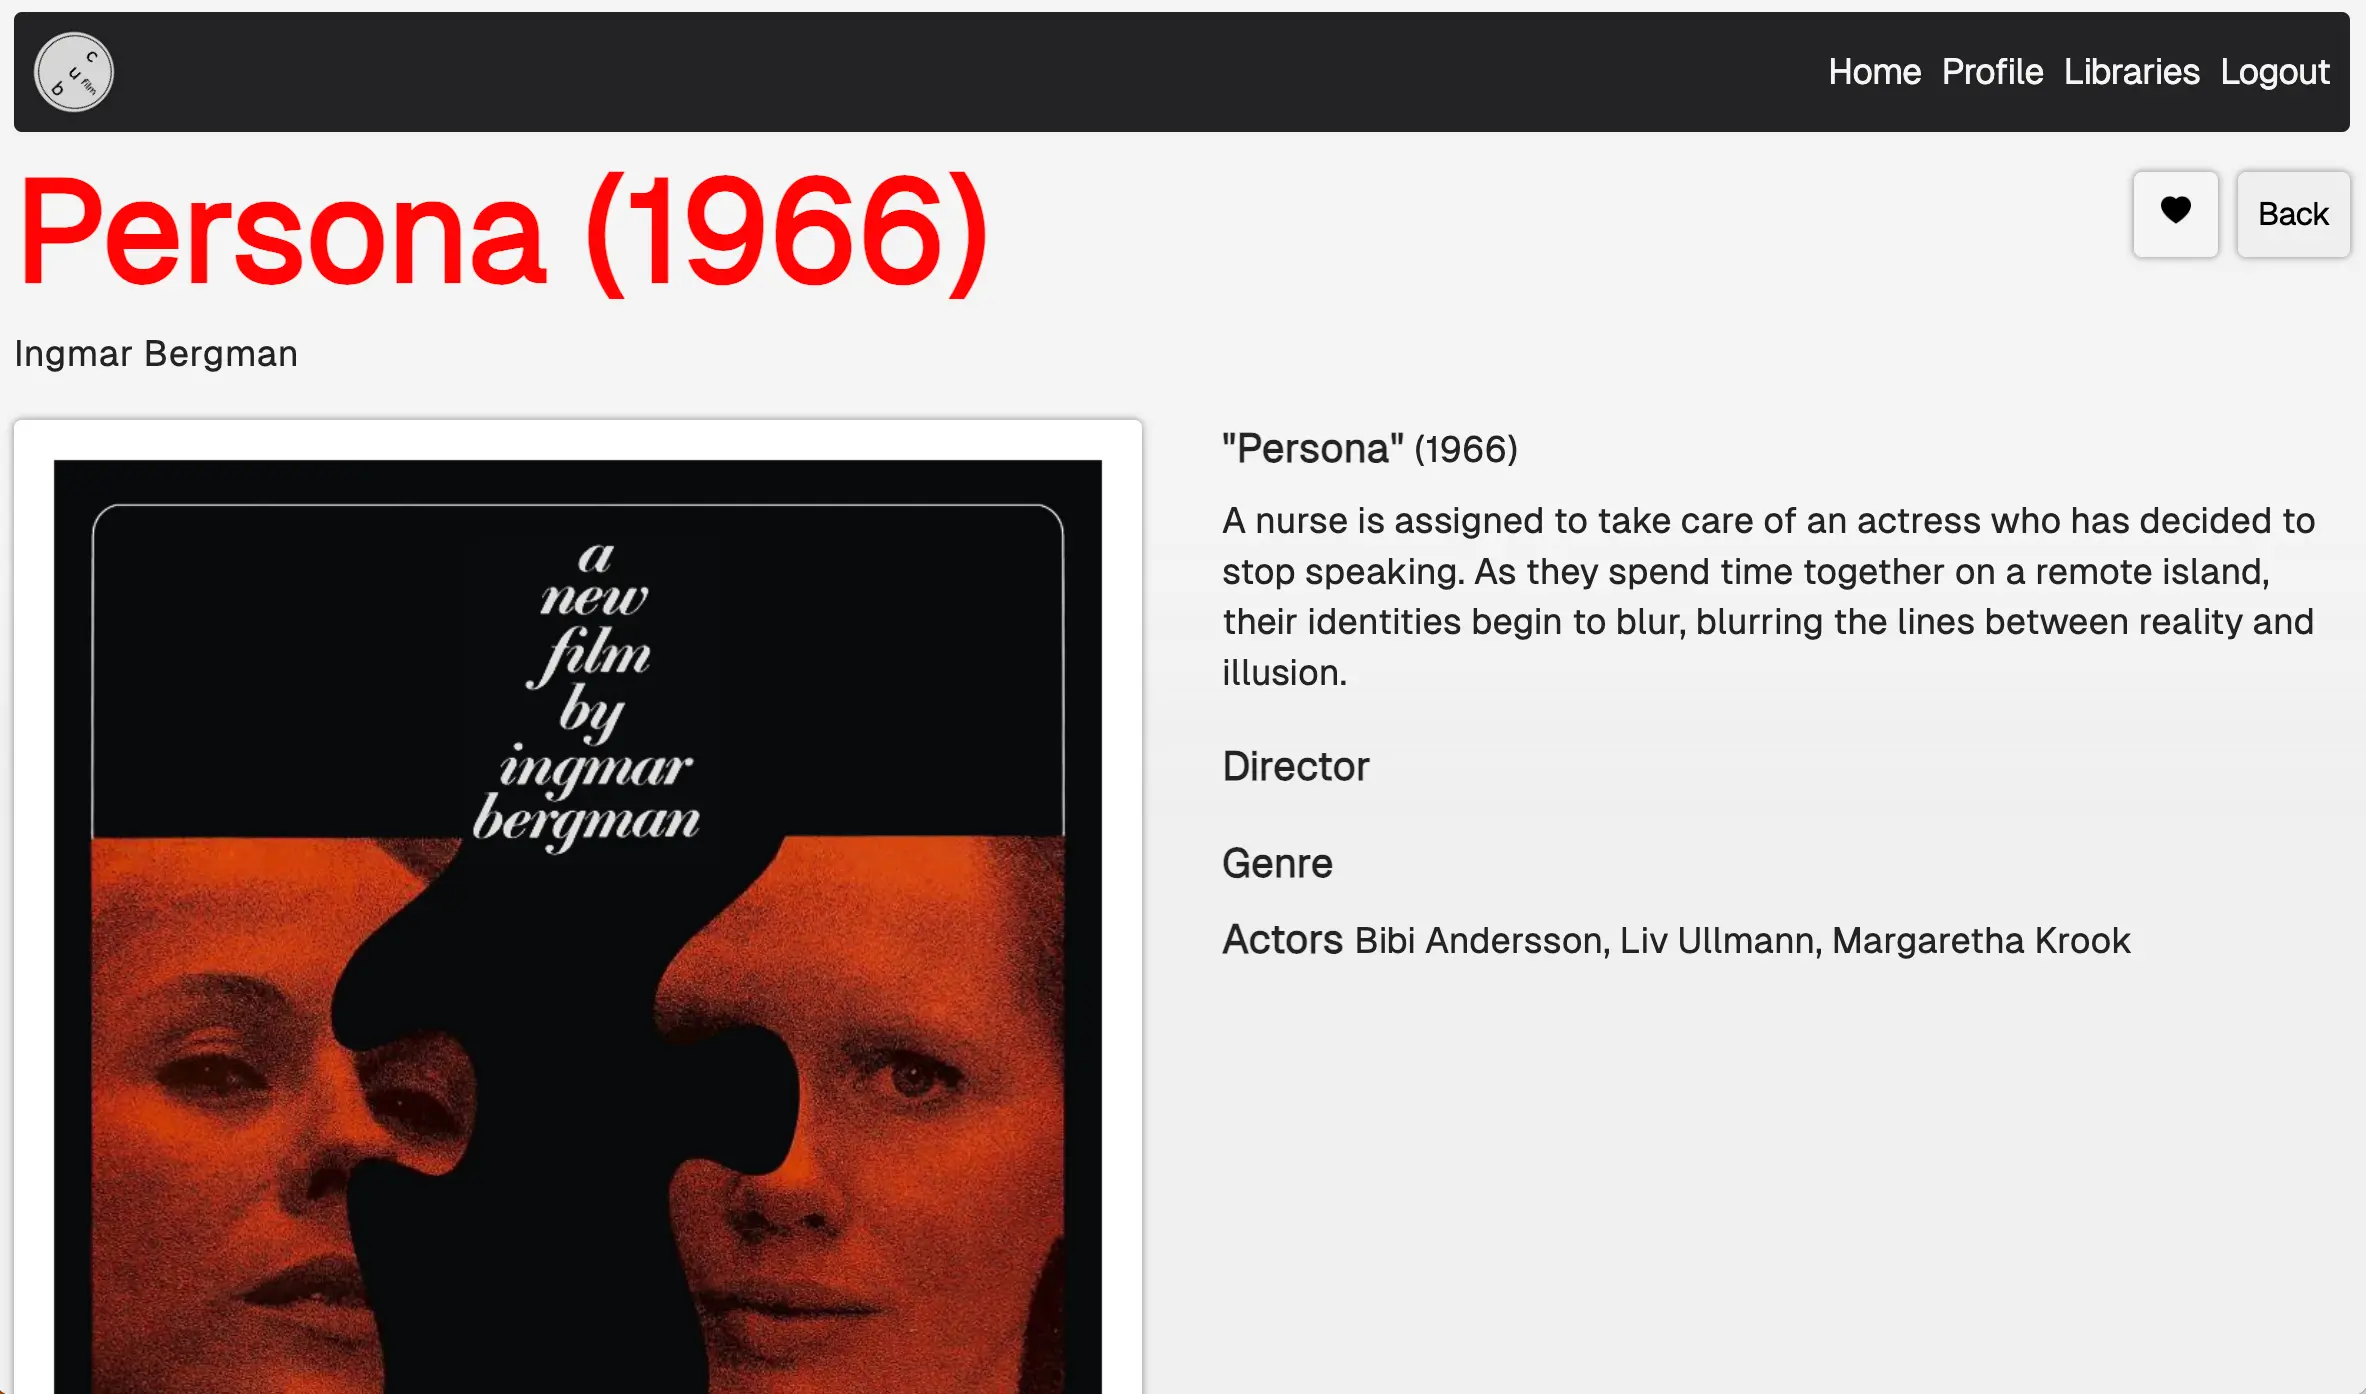 c
u film
b
Home Profile Libraries Logout
Persona (1966)
Back
Ingmar Bergman
a
new
film
by
ingmar
bergman
"Persona" (1966)
A nurse is assigned to take care of an actress who has decided to
stop speaking. As they spend time together on a remote island,
their identities begin to blur, blurring the lines between reality and
illusion.
Director
Genre
Actors Bibi Andersson, Liv Ullmann, Margaretha Krook